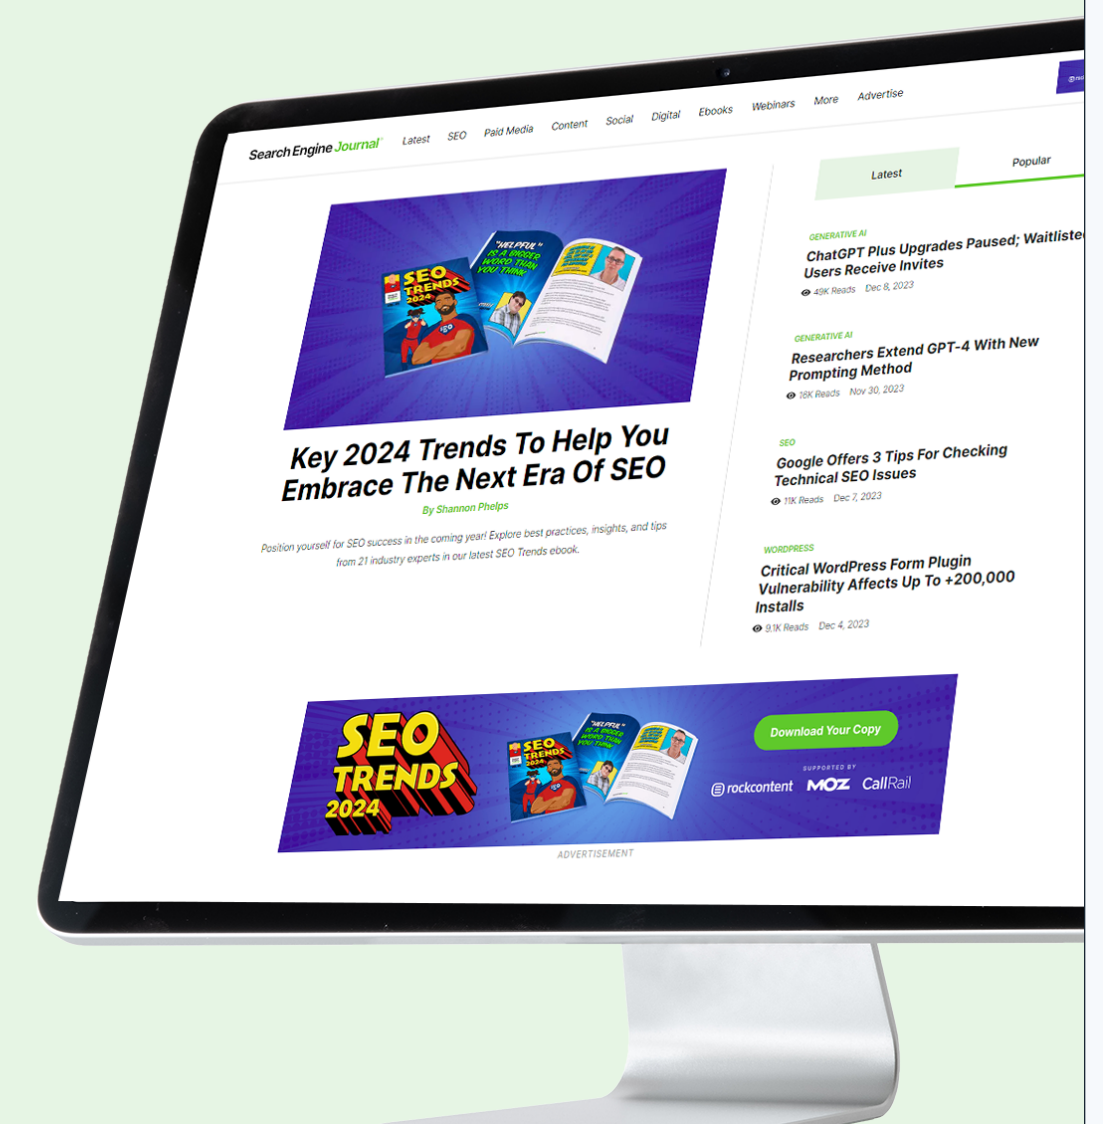 Search Engine Journal
Latest SEO Paid Media Content Social Digital Ebooks Webinars More Advertise
"HELPFUL"
IS A BIGGER
WORD THAN
YOU THINK
SEO
TRENDS
2024
SEO
Key 2024 Trends To Help You
Embrace The Next Era Of SEO
By Shannon Phelps
Position yourself for SEO success in the coming year! Explore best practices, insights, and tips
from 21 industry experts in our latest SEO Trends ebook.
Latest Popular
GENERATIVE AI
ChatGPT Plus Upgrades Paused; Waitlisted
Users Receive Invites
49K Reads Dec 8, 2023
GENERATIVE AI
Researchers Extend GPT-4 With New
Prompting Method
16K Reads Nov 30, 2023
SEO
Google Offers 3 Tips For Checking
Technical SEO Issues
11K Reads Dec 7, 2023
WORDPRESS
Critical WordPress Form Plugin
Vulnerability Affects Up To +200,000
Installs
9.1K Reads Dec 4, 2023
SEO
TRENDS
2024
"HELPFUL"
IS A BIGGER
WORD THAN
YOU THINK
SEO
TRENDS
2024
Download Your Copy
SUPPORTED BY
rockcontent MOZ CallRail
ADVERTISEMENT